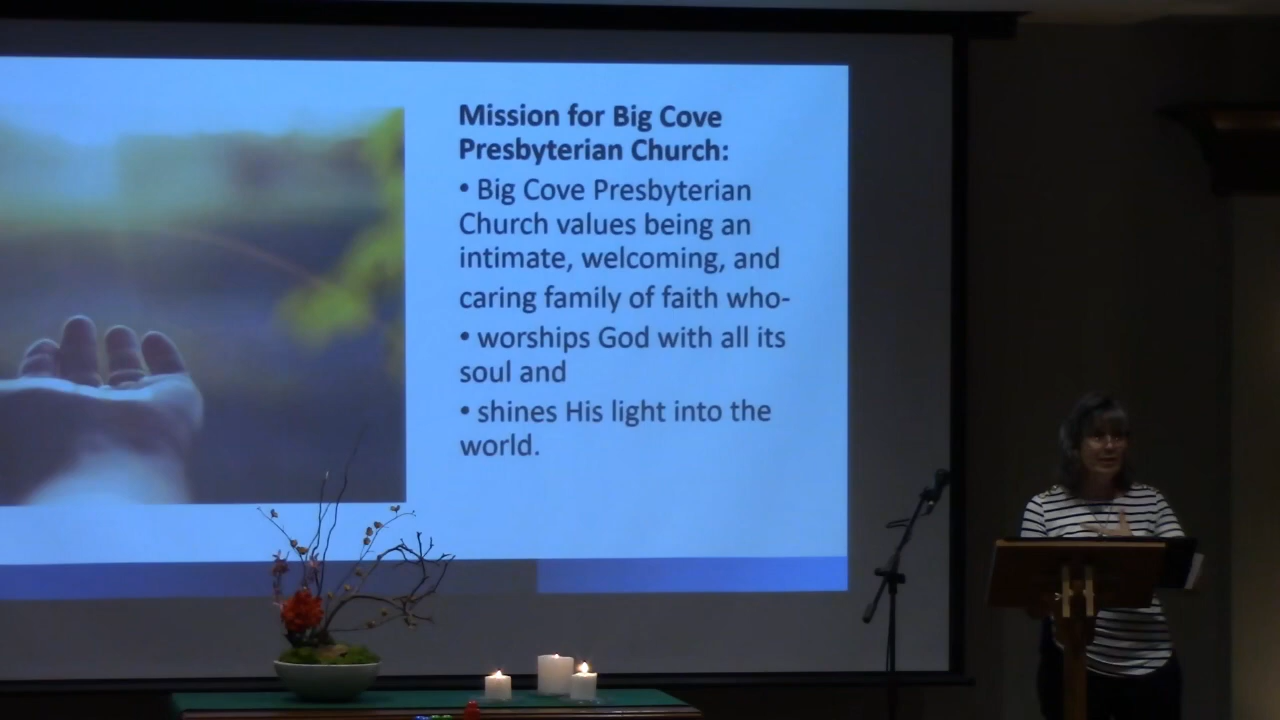 Mission for Big Cove
Presbyterian Church:
• Big Cove Presbyterian
Church values being an
intimate, welcoming, and
caring family of faith who-
• worships God with all its
soul and
• shines His light into the
world.